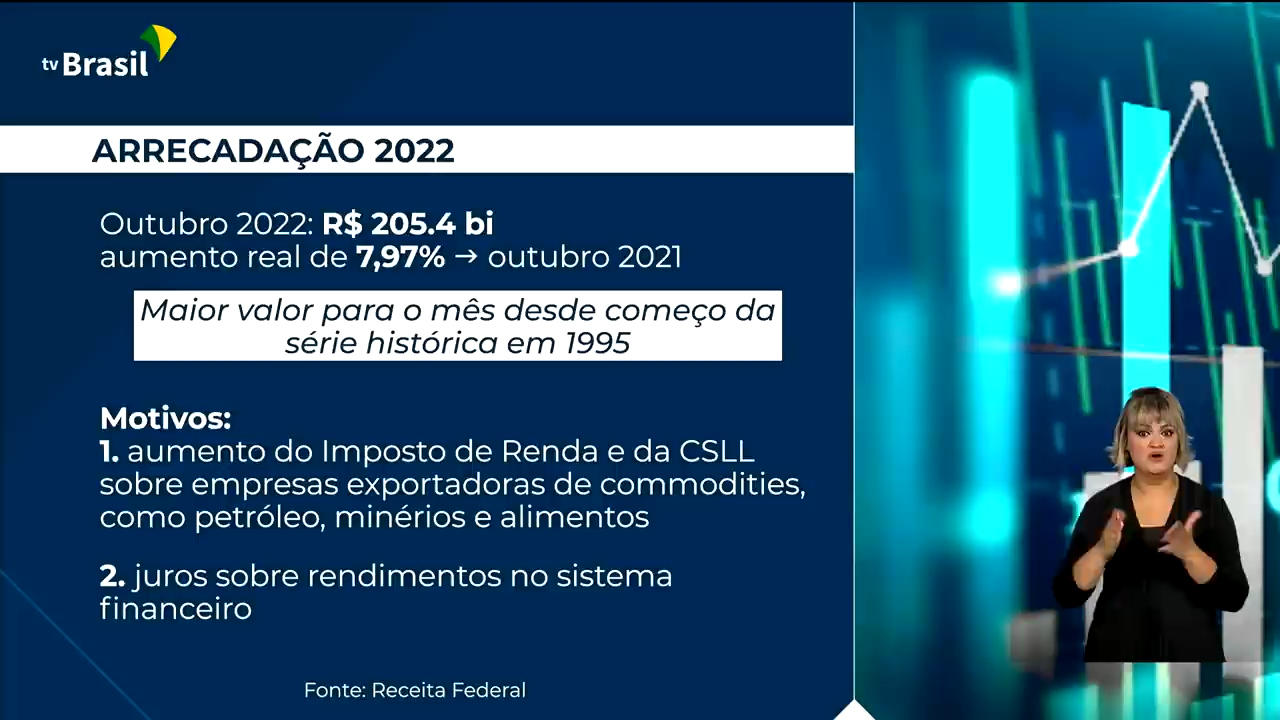 tv Brasil
ARRECADAÇÃO 2022
Outubro 2022: R$ 205.4 bi
aumento real de 7,97% → outubro 2021
Maior valor para o mês desde começo da
série histórica em 1995
Motivos:
1. aumento do Imposto de Renda e da CSLL
sobre empresas exportadoras de commodities,
como petróleo, minérios e alimentos
2. juros sobre rendimentos no sistema
financeiro
Fonte: Receita Federal